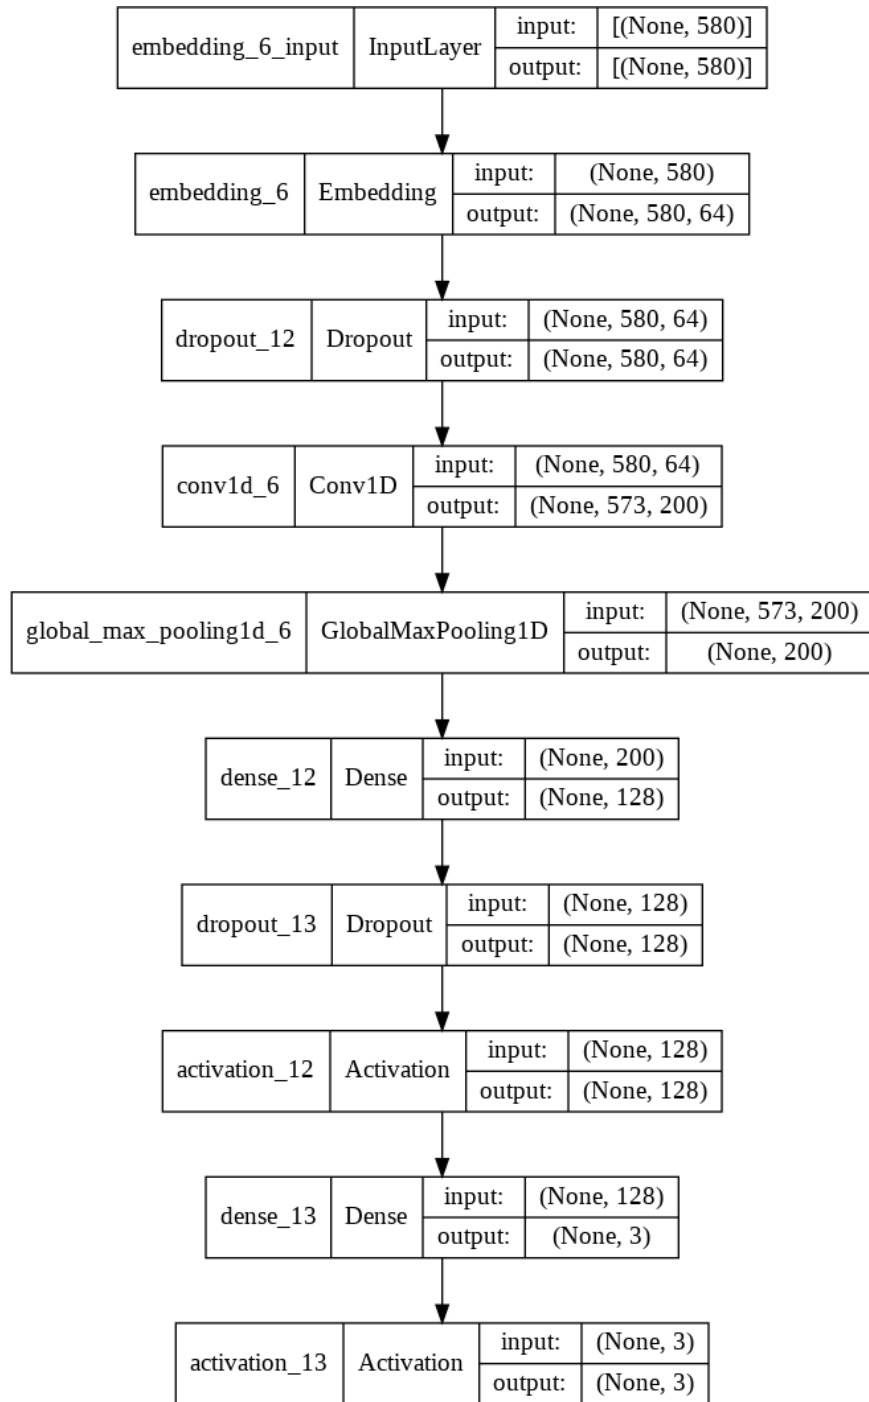 embedding_6_input InputLayer input: [(None, 580)]
output: [(None, 580)]
embedding_6 Embedding input: (None, 580)
output: (None, 580, 64)
dropout_12 Dropout input: (None, 580, 64)
output: (None, 580, 64)
conv1d_6 Conv1D input: (None, 580, 64)
output: (None, 573, 200)
global_max_pooling1d_6 GlobalMaxPooling1D input: (None, 573, 200)
output: (None, 200)
dense_12 Dense input: (None, 200)
output: (None, 128)
dropout_13 Dropout input: (None, 128)
output: (None, 128)
activation_12 Activation input: (None, 128)
output: (None, 128)
dense_13 Dense input: (None, 128)
output: (None, 3)
activation_13 Activation input: (None, 3)
output: (None, 3)